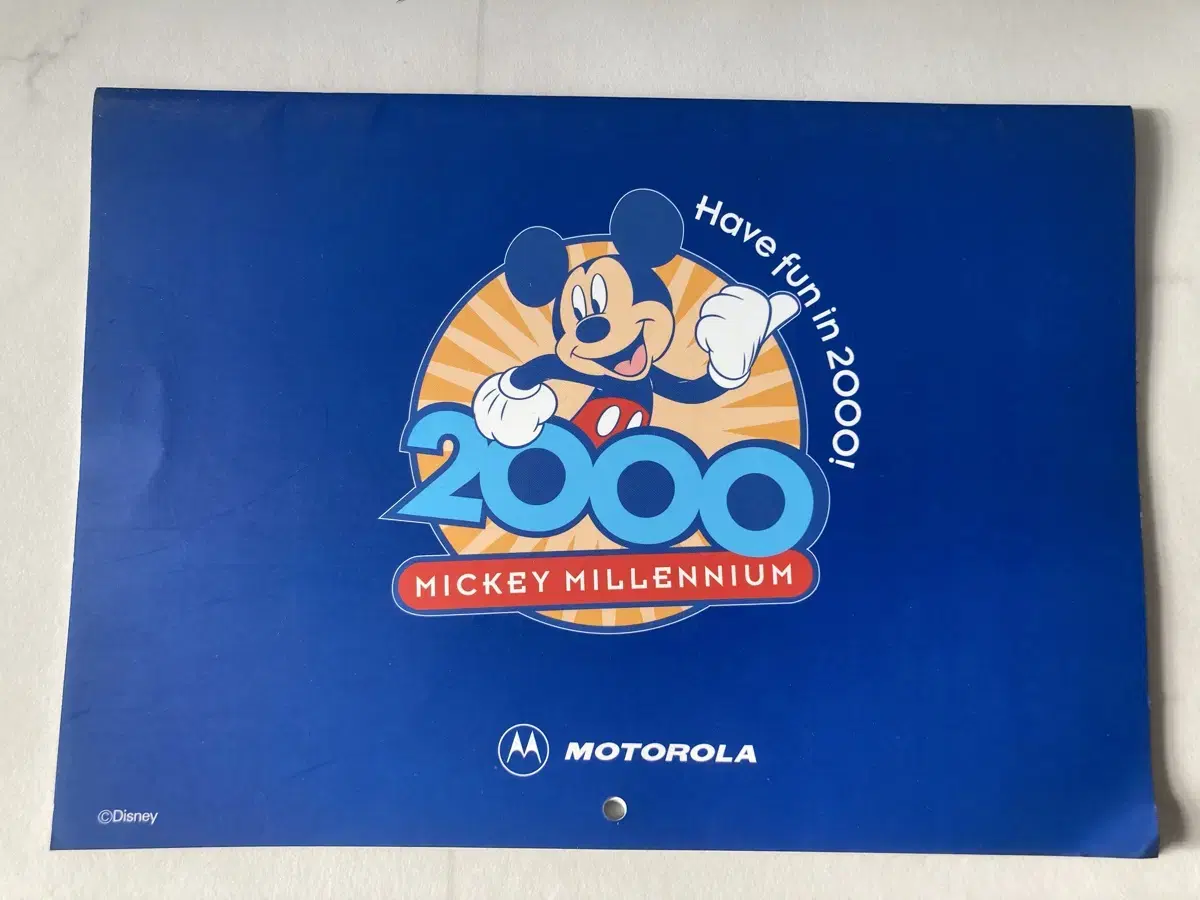 Have fun in 2000!
2000
MICKEY MILLENNIUM
MOTOROLA
©Disney